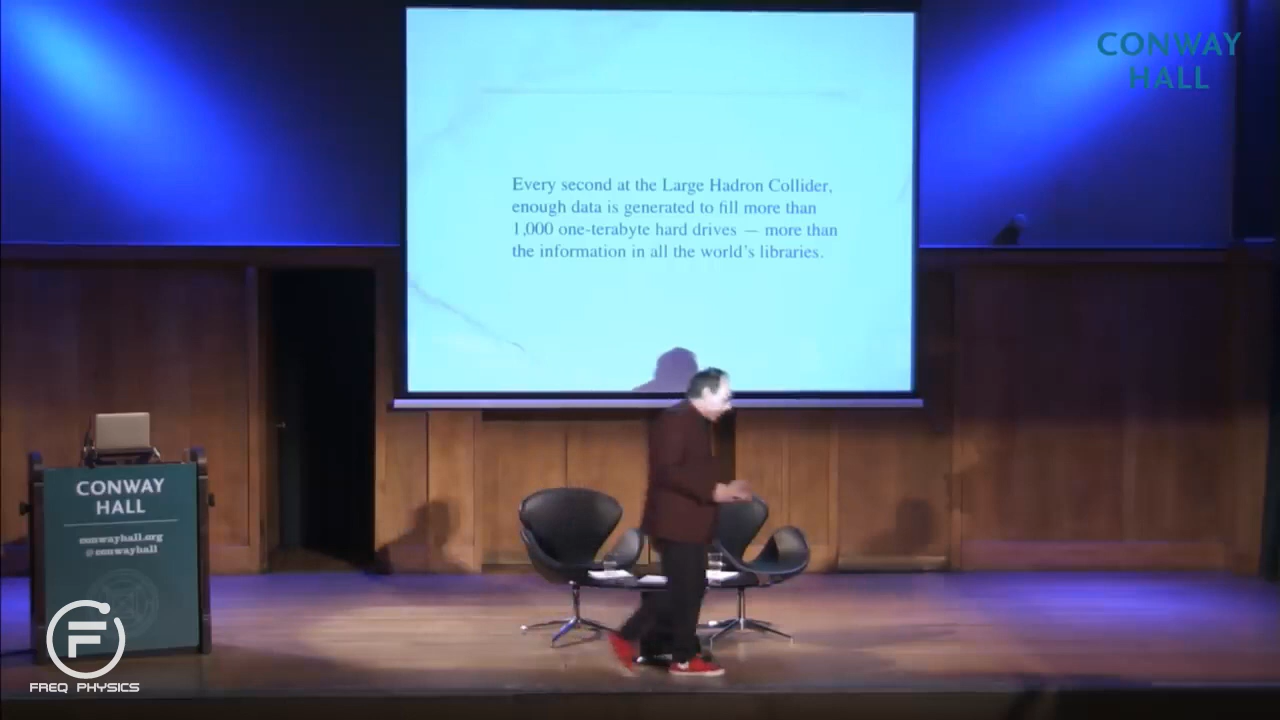 CONWAY
HALL
Every second at the Large Hadron Collider,
enough data is generated to fill more than
1,000 one-terabyte hard drives — more than
the information in all the world's libraries.
CONWAY
HALL
conwayhall.org
@conwayhall
F
FREQ PHYSICS